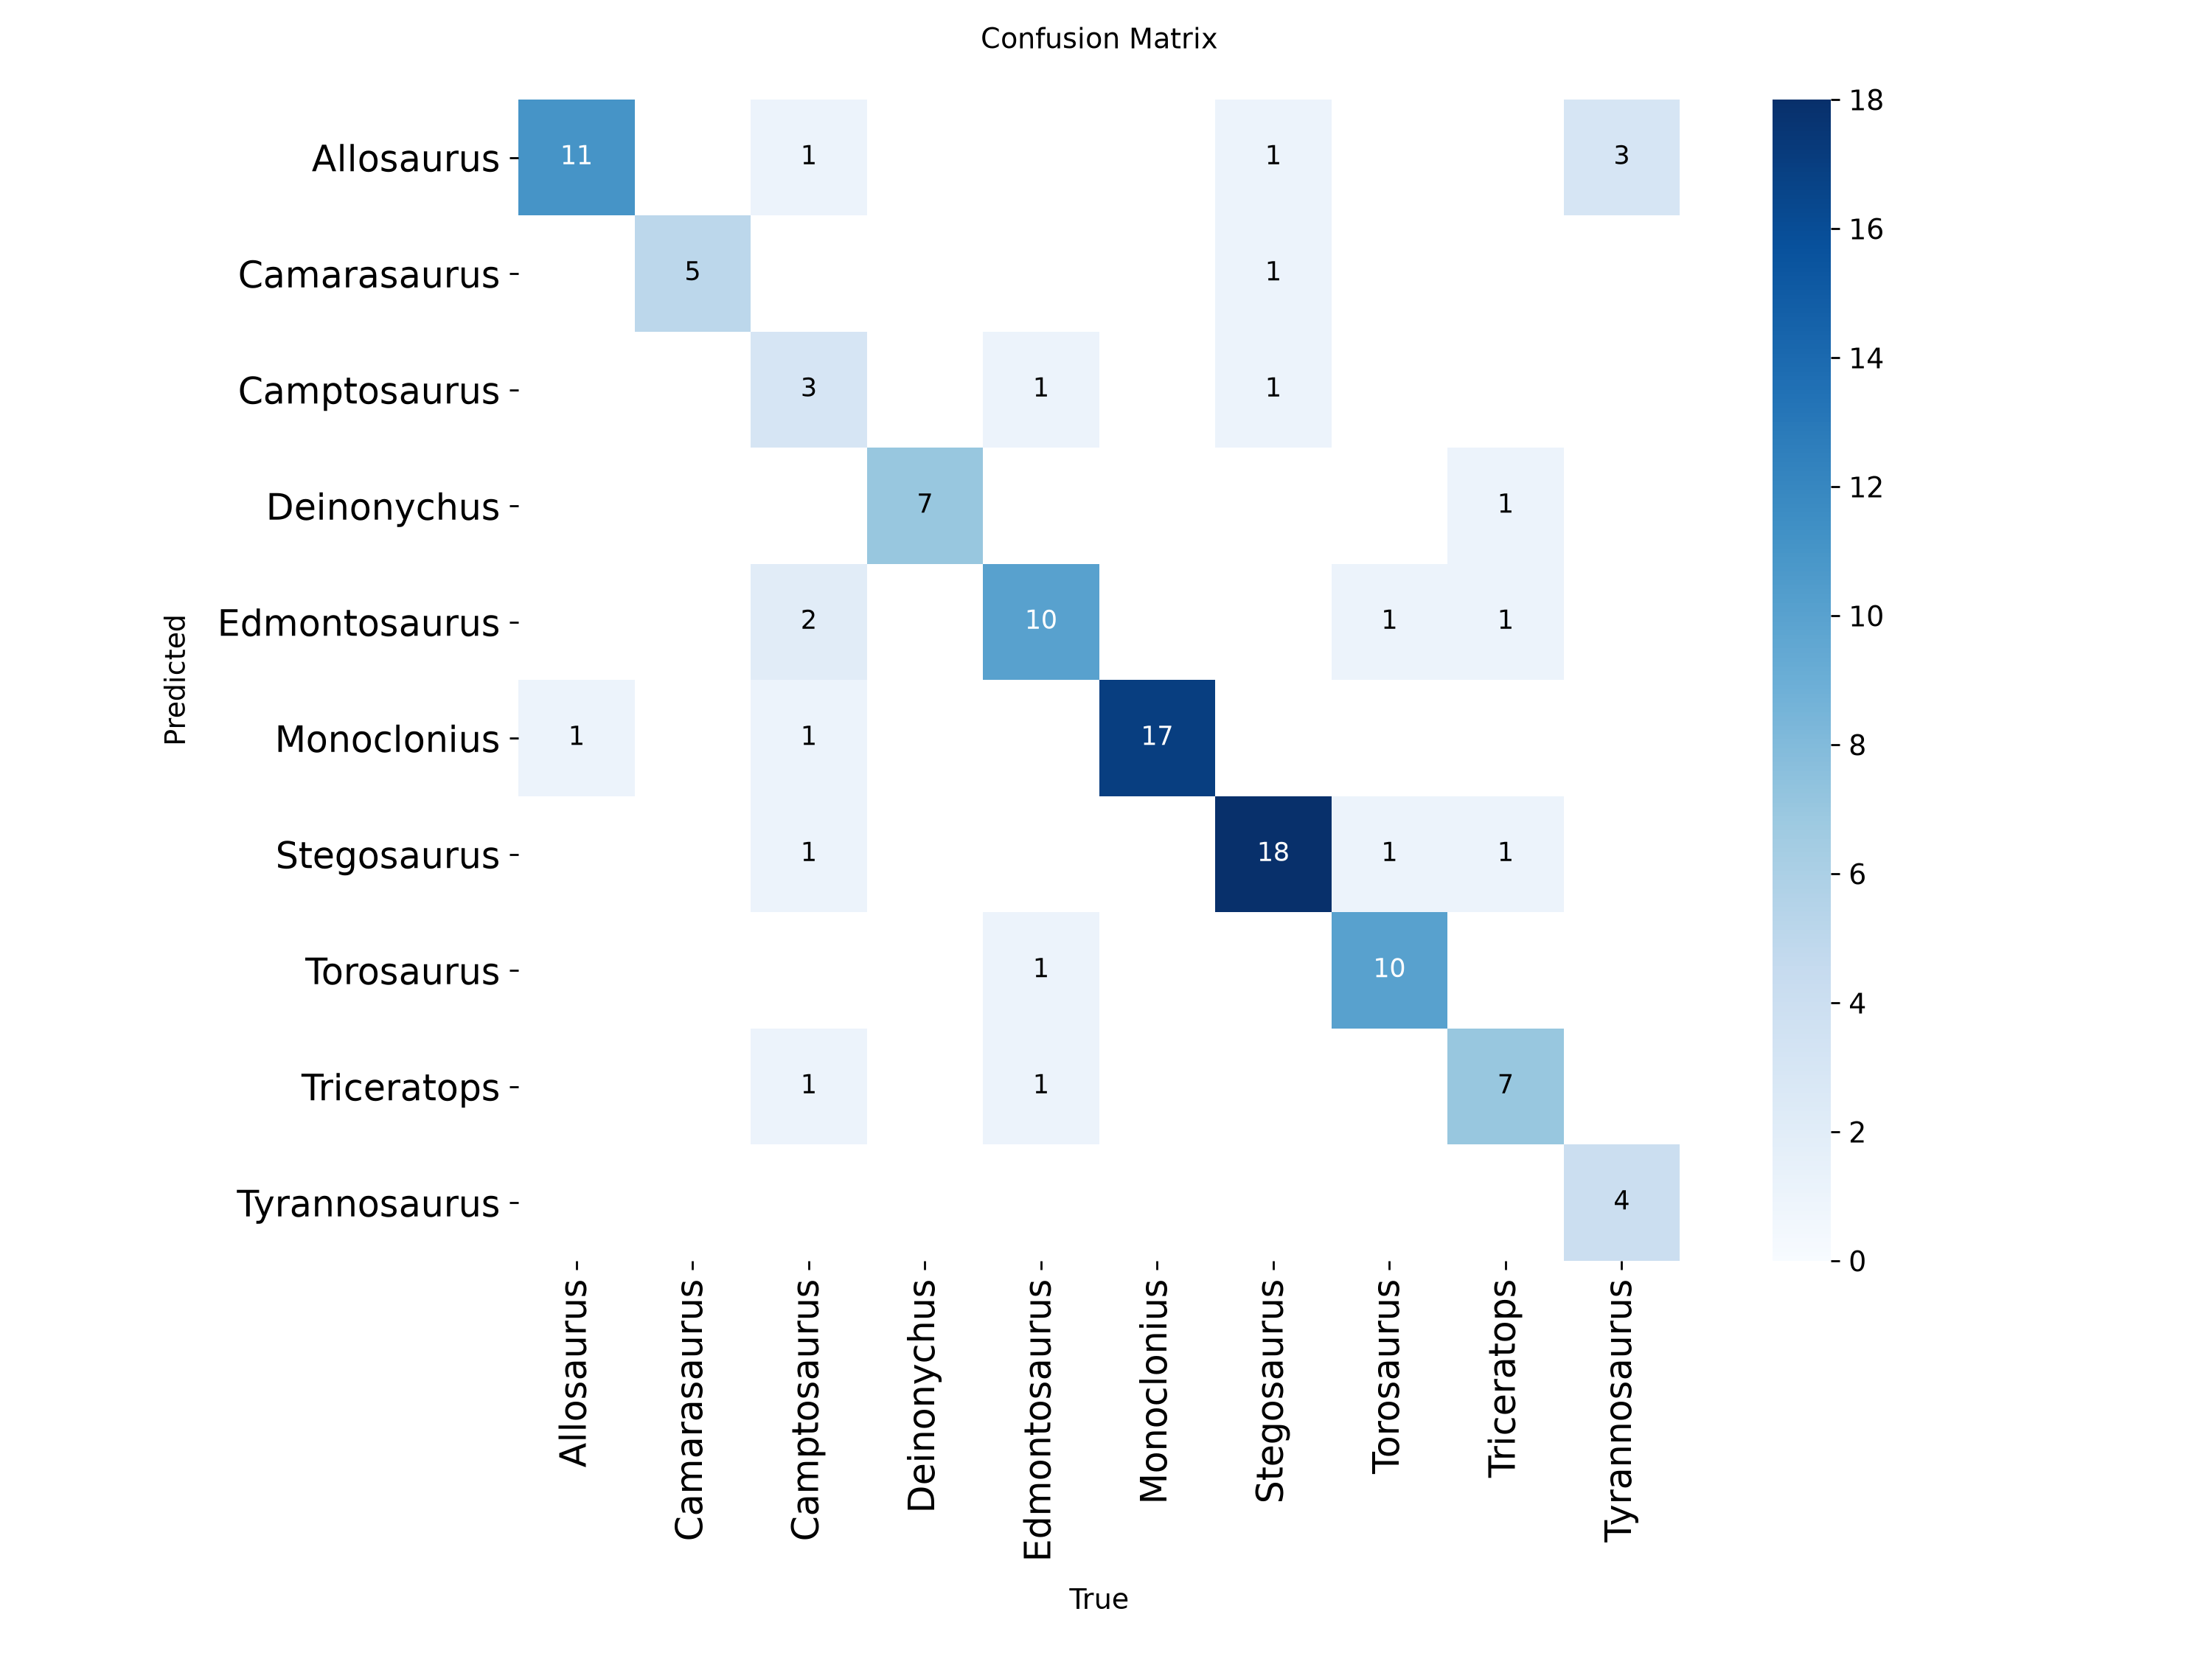 Confusion Matrix
Allosaurus 11 1 1 3
Camarasaurus 5 1
Camptosaurus 3 1 1
Deinonychus 7 1
Edmontosaurus 2 10 1 1
Monoclonius 1 1 17
Stegosaurus 1 18 1 1
Torosaurus 1 10
Triceratops 1 1 7
Tyrannosaurus 4
Predicted
Allosaurus
Camarasaurus
Camptosaurus
Deinonychus
Edmontosaurus
Monoclonius
Stegosaurus
Torosaurus
Triceratops
Tyrannosaurus
True
18
16
14
12
10
8
6
4
2
0